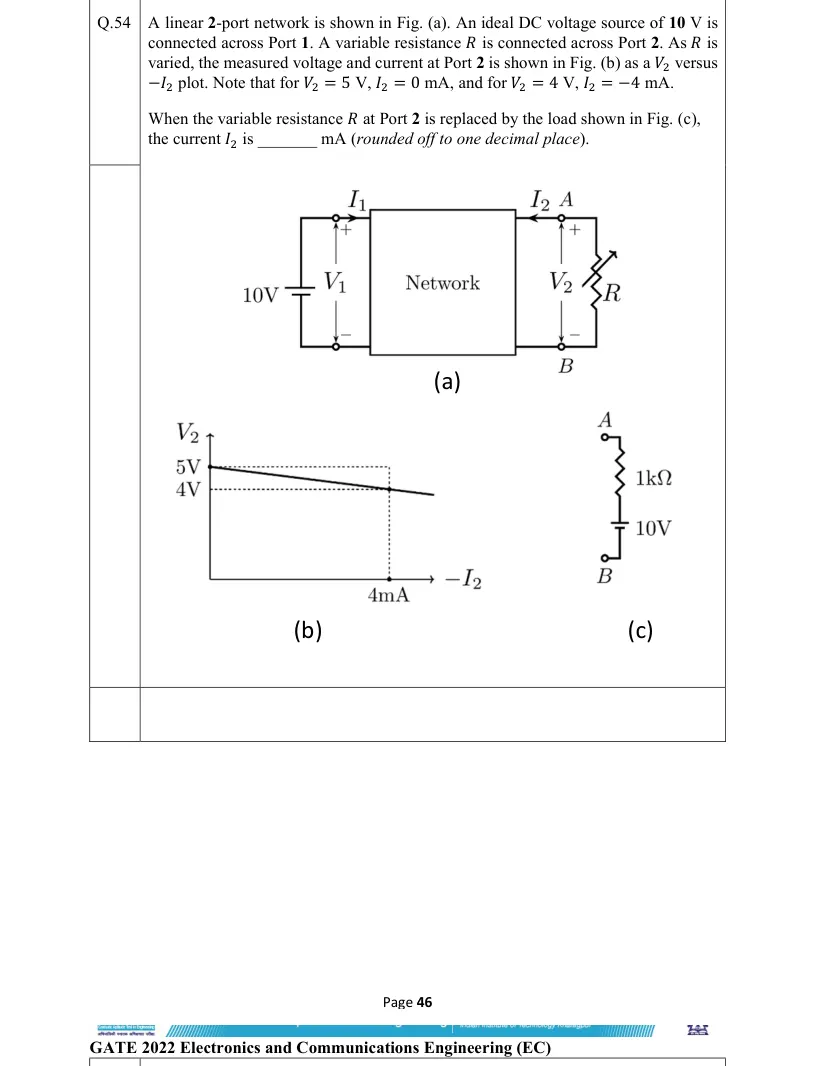 Q.54 A linear 2-port network is shown in Fig. (a). An ideal DC voltage source of 10 V is
connected across Port 1. A variable resistance R is connected across Port 2. As R is
varied, the measured voltage and current at Port 2 is shown in Fig. (b) as a V₂ versus
−I₂ plot. Note that for V₂ = 5 V, I₂ = 0 mA, and for V₂ = 4 V, I₂ = −4 mA.
When the variable resistance R at Port 2 is replaced by the load shown in Fig. (c),
the current I₂ is _______ mA (rounded off to one decimal place).
I₁ I₂ A
+ +
10V V₁ Network V₂ R
− −
B
(a)
V₂
5V
4V
4mA
−I₂
(b)
A
1kΩ
10V
B
(c)
Page 46
GATE 2022 Electronics and Communications Engineering (EC)